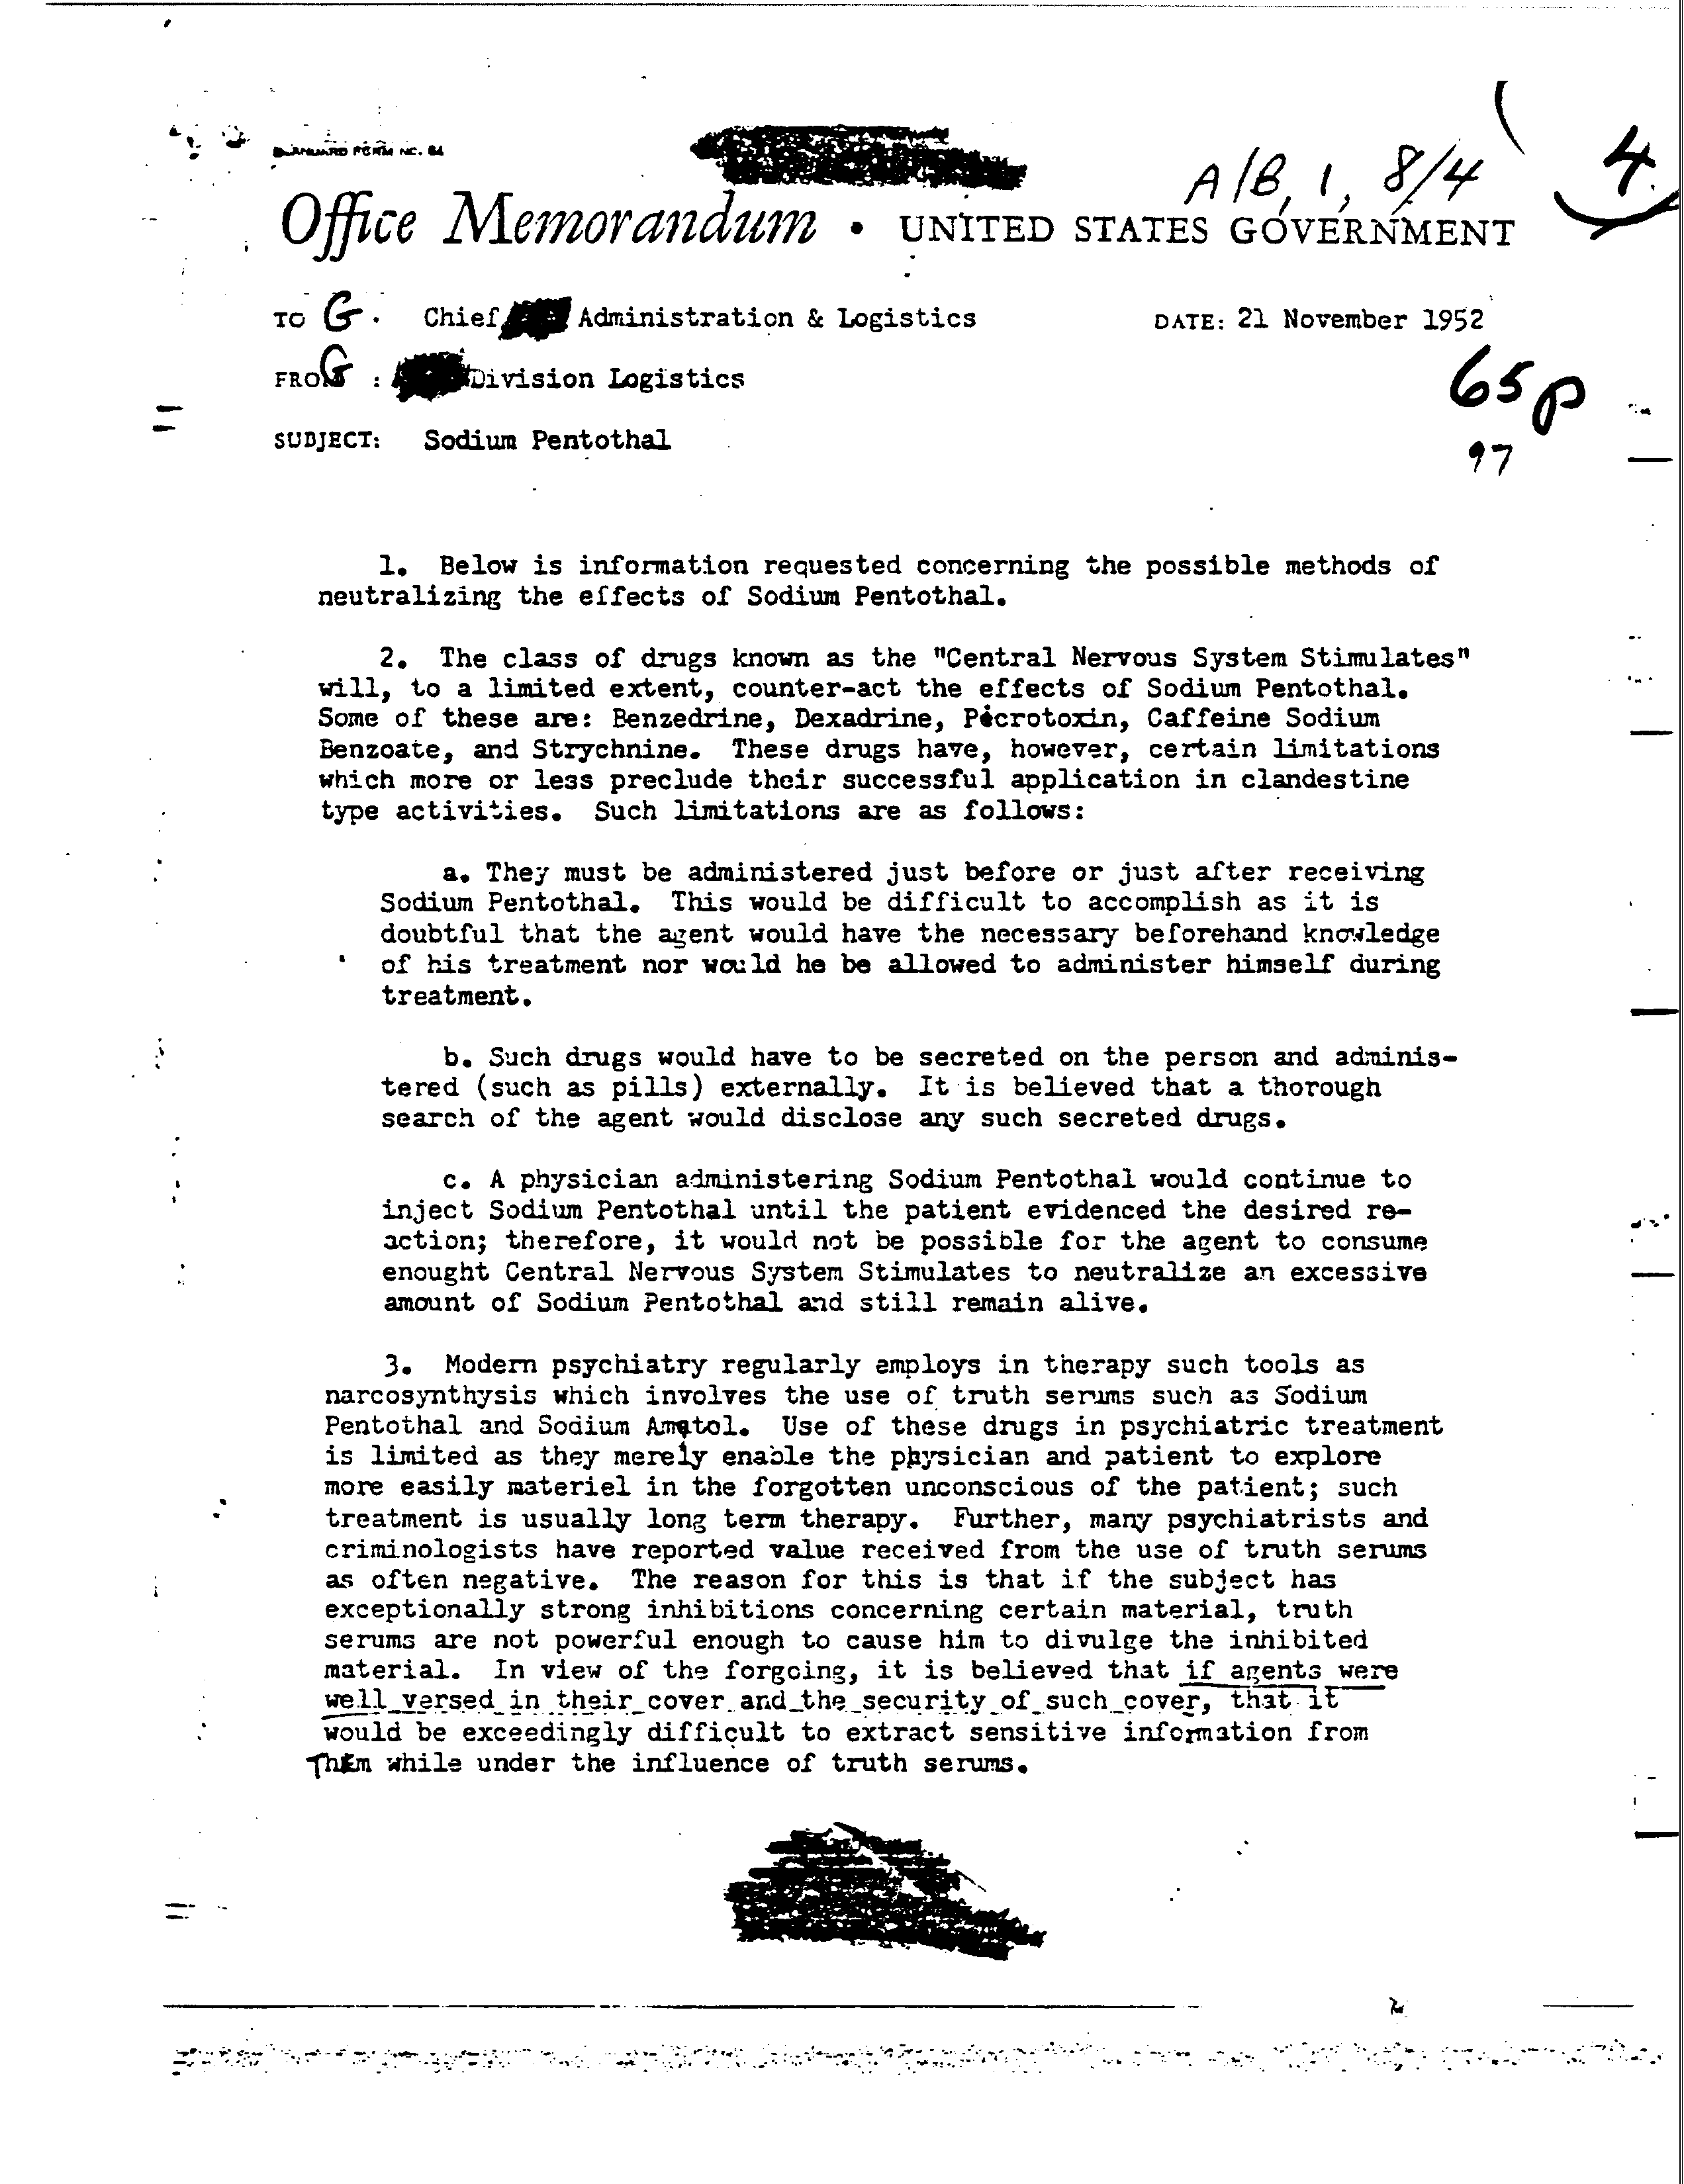 STANDARD FORM NO. 64
A/B, 1, 8/4
4
Office Memorandum • UNITED STATES GOVERNMENT
TO G. Chief Administration & Logistics DATE: 21 November 1952
FROM G : Division Logistics
65p
SUBJECT: Sodium Pentothal
97
1. Below is information requested concerning the possible methods of
neutralizing the effects of Sodium Pentothal.
2. The class of drugs known as the "Central Nervous System Stimulates"
will, to a limited extent, counter-act the effects of Sodium Pentothal.
Some of these are: Benzedrine, Dexadrine, Picrotoxin, Caffeine Sodium
Benzoate, and Strychnine. These drugs have, however, certain limitations
which more or less preclude their successful application in clandestine
type activities. Such limitations are as follows:
a. They must be administered just before or just after receiving
Sodium Pentothal. This would be difficult to accomplish as it is
doubtful that the agent would have the necessary beforehand knowledge
of his treatment nor would he be allowed to administer himself during
treatment.
b. Such drugs would have to be secreted on the person and adminis-
tered (such as pills) externally. It is believed that a thorough
search of the agent would disclose any such secreted drugs.
c. A physician administering Sodium Pentothal would continue to
inject Sodium Pentothal until the patient evidenced the desired re-
action; therefore, it would not be possible for the agent to consume
enought Central Nervous System Stimulates to neutralize an excessive
amount of Sodium Pentothal and still remain alive.
3. Modern psychiatry regularly employs in therapy such tools as
narcosynthysis which involves the use of truth serums such as Sodium
Pentothal and Sodium Amytol. Use of these drugs in psychiatric treatment
is limited as they merely enable the physician and patient to explore
more easily materiel in the forgotten unconscious of the patient; such
treatment is usually long term therapy. Further, many psychiatrists and
criminologists have reported value received from the use of truth serums
as often negative. The reason for this is that if the subject has
exceptionally strong inhibitions concerning certain material, truth
serums are not powerful enough to cause him to divulge the inhibited
material. In view of the forgoing, it is believed that if agents were
well versed in their cover and the security of such cover, that it
would be exceedingly difficult to extract sensitive information from
Them while under the influence of truth serums.